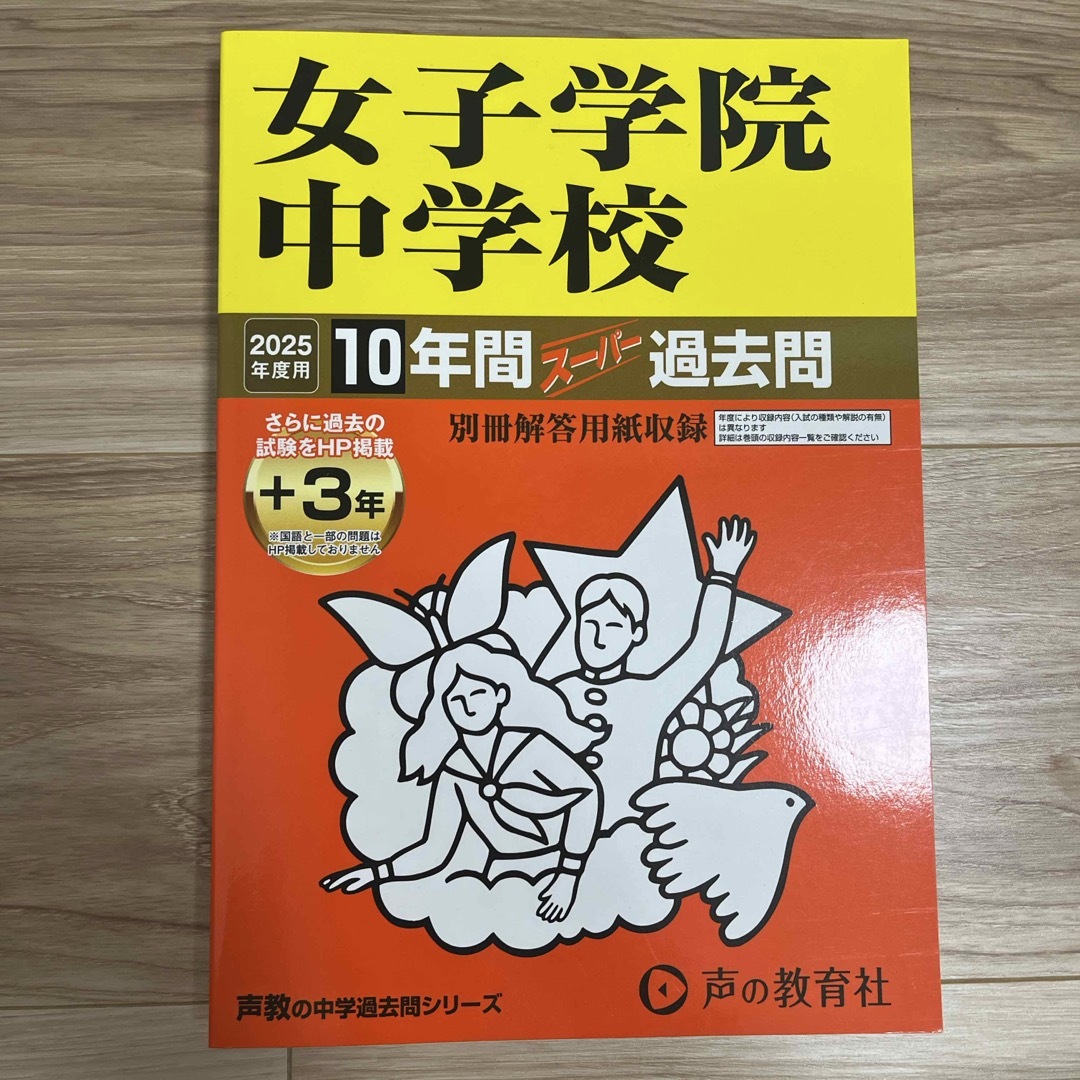 女子学院
中学校
2025
年度用
10年間スーパー過去問
さらに過去の
試験をHP掲載
+3年
※国語と一部の問題は
HP掲載しておりません
別冊解答用紙収録
年度により収録内容(入試の種類や解説の有無)
は異なります
詳細は巻頭の収録内容一覧をご確認ください
声教の中学過去問シリーズ
声の教育社